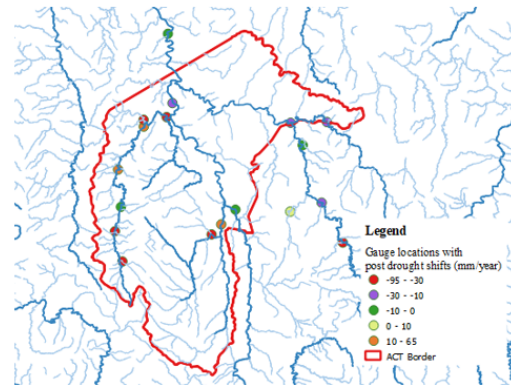 Legend
Gauge locations with
post drought shifts (mm/year)
-95 - -30
-30 - -10
-10 - 0
0 - 10
10 - 65
ACT Border